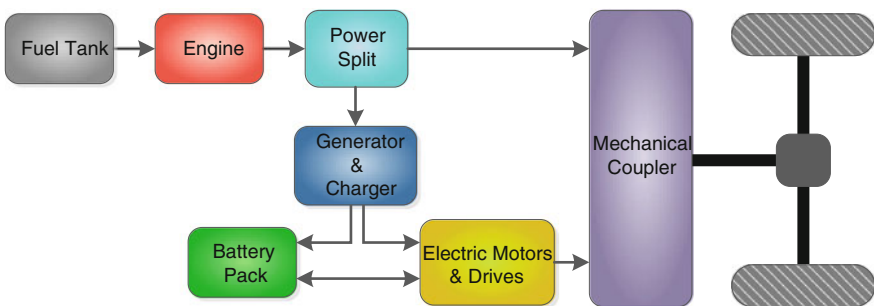 Fuel Tank
Engine
Power
Split
Generator
&
Charger
Mechanical
Coupler
Battery
Pack
Electric Motors
& Drives